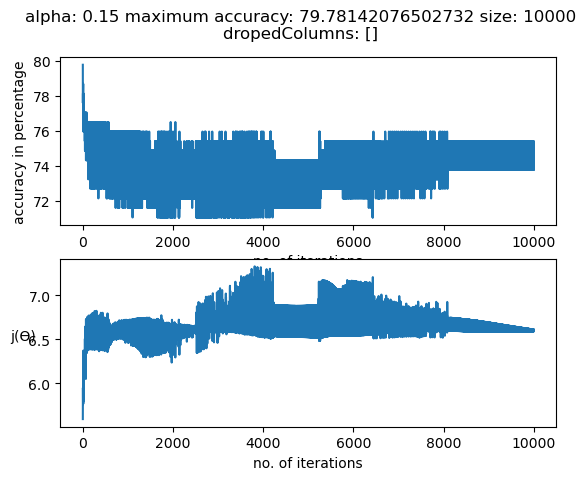 alpha: 0.15 maximum accuracy: 79.78142076502732 size: 10000
dropedColumns: []
accuracy in percentage
80
78
76
74
72
0 2000 4000 6000 8000 10000
no. of iterations
j(Θ)
7.0
6.5
6.0
0 2000 4000 6000 8000 10000
no. of iterations